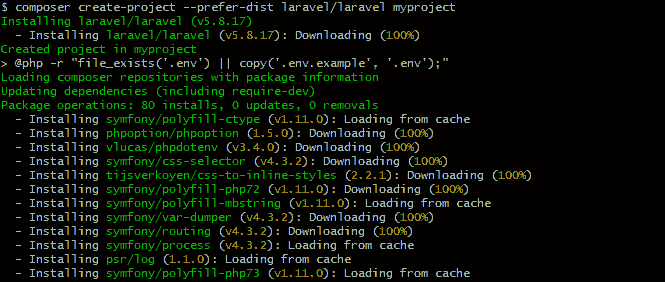 $ composer create-project --prefer-dist laravel/laravel myproject
Installing laravel/laravel (v5.8.17)
  - Installing laravel/laravel (v5.8.17): Downloading (100%)
Created project in myproject
> @php -r "file_exists('.env') || copy('.env.example', '.env');"
Loading composer repositories with package information
Updating dependencies (including require-dev)
Package operations: 80 installs, 0 updates, 0 removals
  - Installing symfony/polyfill-ctype (v1.11.0): Loading from cache
  - Installing phpoption/phpoption (1.5.0): Downloading (100%)
  - Installing vlucas/phpdotenv (v3.4.0): Downloading (100%)
  - Installing symfony/css-selector (v4.3.2): Downloading (100%)
  - Installing tijsverkoyen/css-to-inline-styles (2.2.1): Downloading (100%)
  - Installing symfony/polyfill-php72 (v1.11.0): Downloading (100%)
  - Installing symfony/polyfill-mbstring (v1.11.0): Loading from cache
  - Installing symfony/var-dumper (v4.3.2): Downloading (100%)
  - Installing symfony/routing (v4.3.2): Downloading (100%)
  - Installing symfony/process (v4.3.2): Loading from cache
  - Installing psr/log (1.1.0): Loading from cache
  - Installing symfony/polyfill-php73 (v1.11.0): Loading from cache